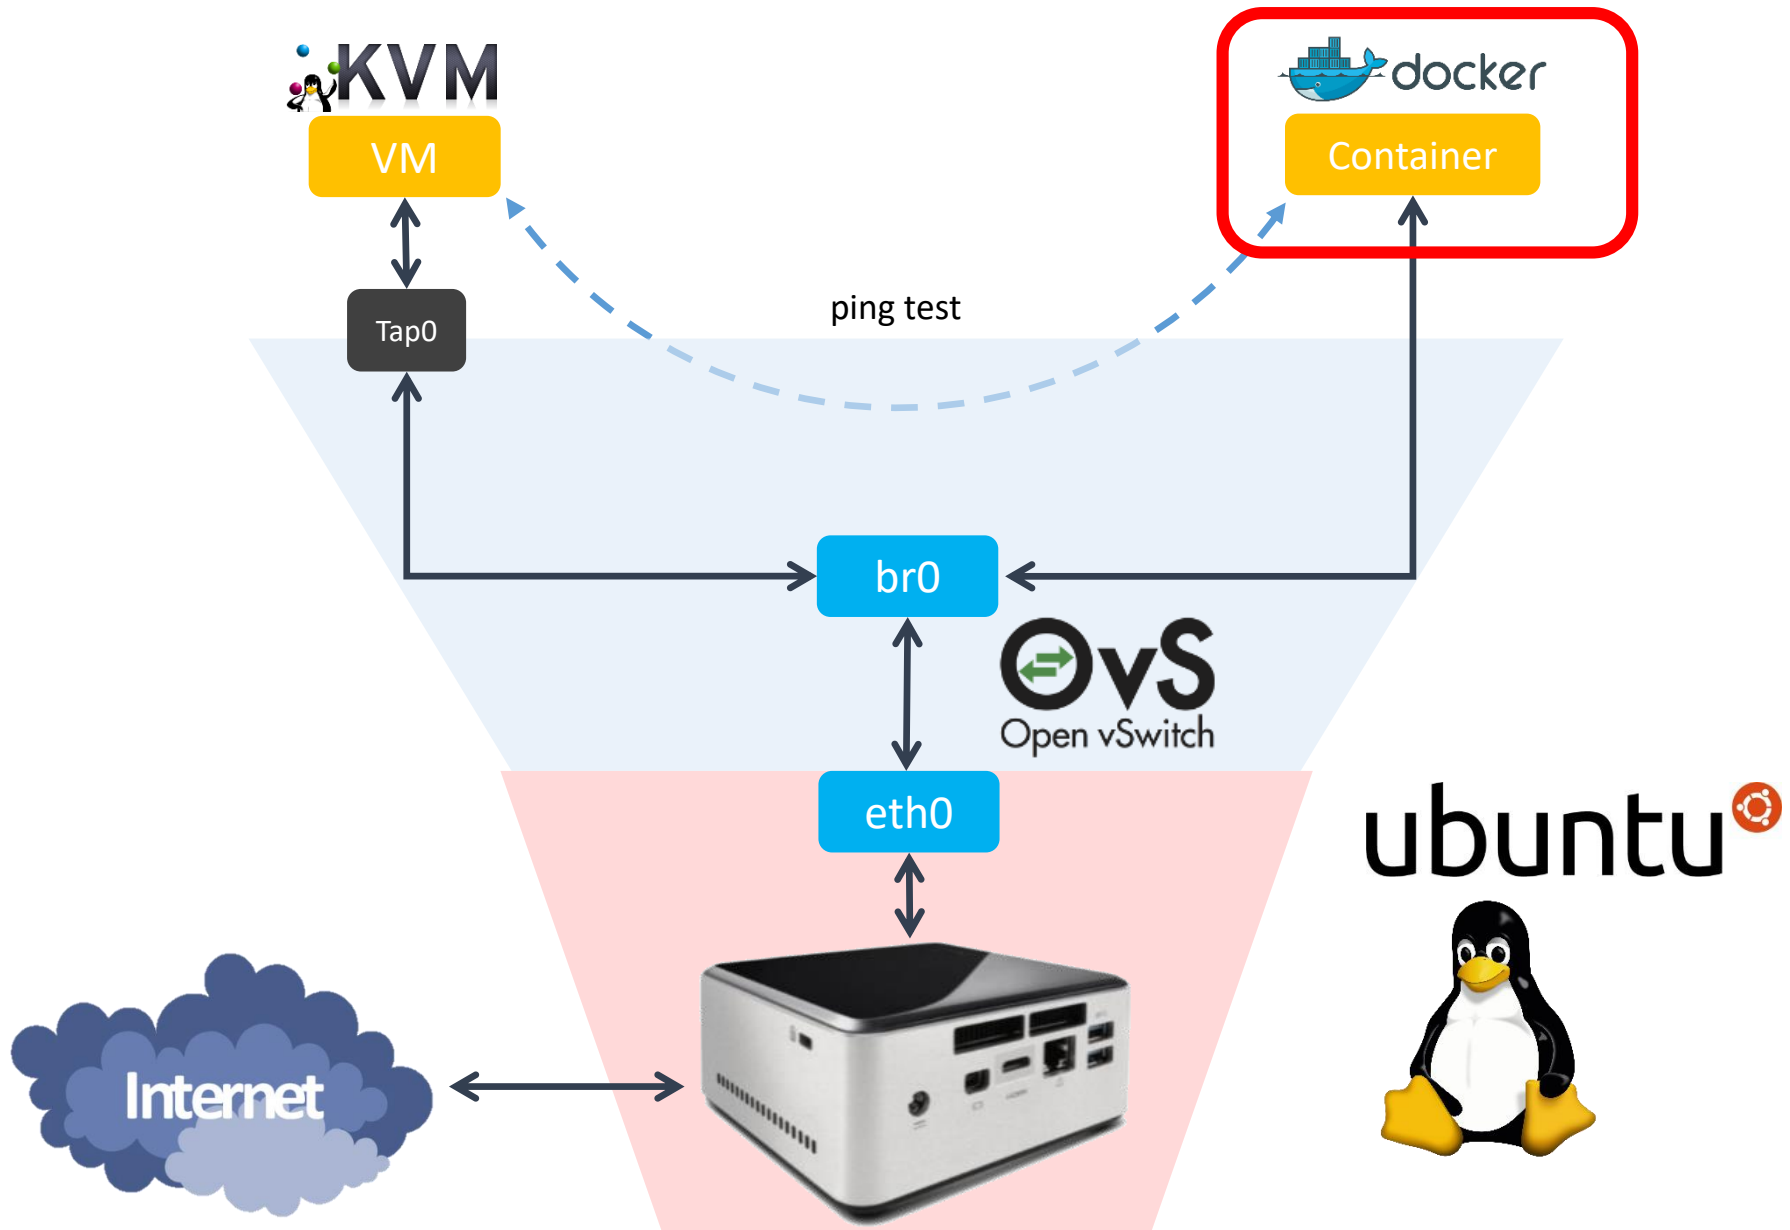 KVM
docker
VM
Container
ping test
Tap0
br0
OvS
Open vSwitch
eth0
ubuntu
Internet